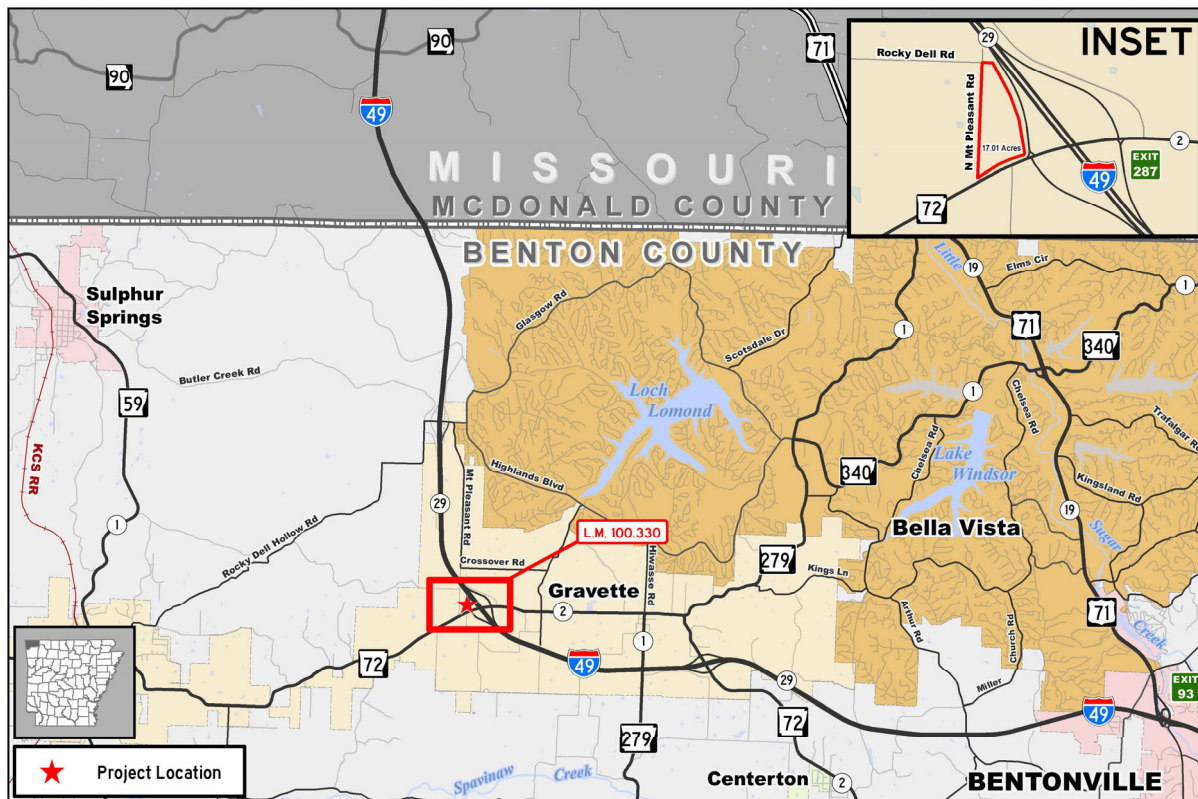 90
90
71
49
MISSOURI
MCDONALD COUNTY
BENTON COUNTY
INSET
29
Rocky Dell Rd
N Mt Pleasant Rd
17.01 Acres
2
EXIT
287
49
72
Sulphur
Springs
Butler Creek Rd
59
KCS RR
1
Rocky Dell Hollow Rd
Glasgow Rd
Scotsdale Dr
Loch
Lomond
Highlands Blvd
29
Mt Pleasant Rd
Crossover Rd
L.M. 100.330
Gravette
2
Hiwasse Rd
1
72
49
279
279
Kings Ln
1
340
1
Little
19
Elms Cir
71
340
1
Chelsea Rd
Chelsea Rd
Lake
Windsor
Trafalgar Rd
Kingsland Rd
19
Sugar
Creek
Bella Vista
71
Arthur Rd
Church Rd
Miller
29
72
2
49
EXIT
93
Spavinaw
Creek
Centerton
BENTONVILLE
Project Location